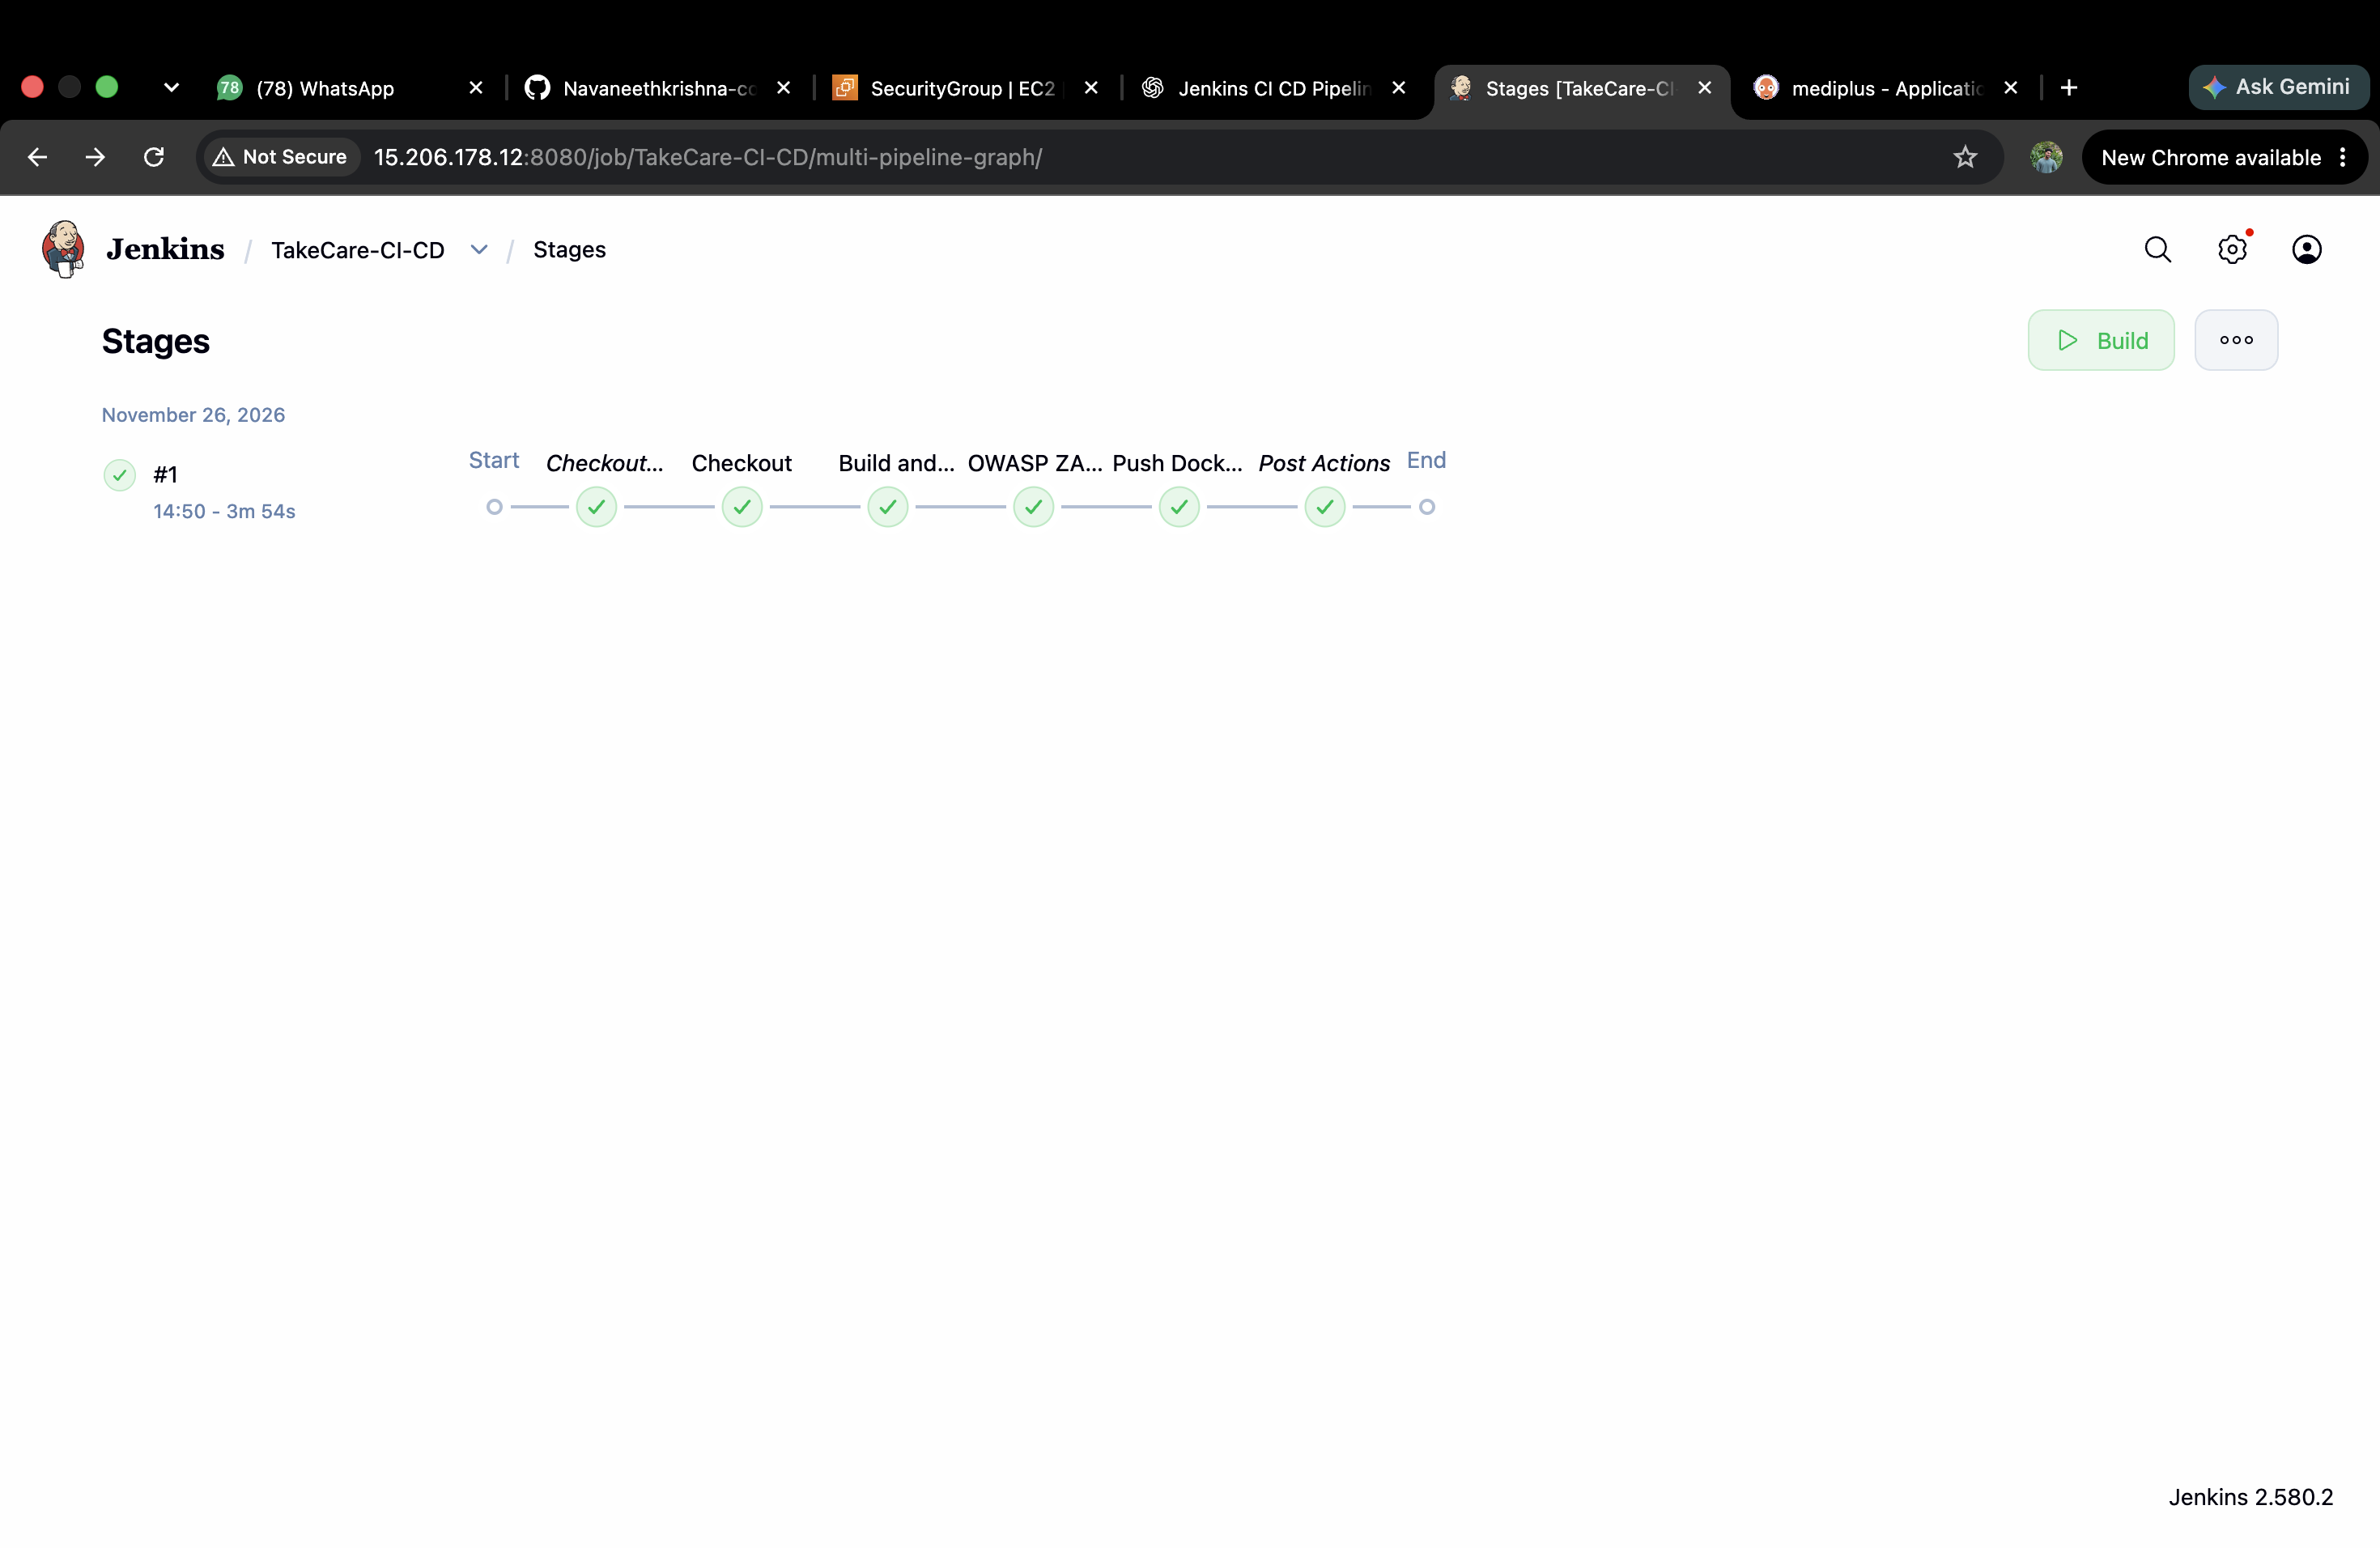 78 (78) WhatsApp Navaneethkrishna-co SecurityGroup | EC2 Jenkins CI CD Pipelin Stages [TakeCare-CI- mediplus - Applicatio Ask Gemini
Not Secure 15.206.178.12:8080/job/TakeCare-CI-CD/multi-pipeline-graph/ New Chrome available
Jenkins / TakeCare-CI-CD / Stages
Stages
Build
November 26, 2026
Start Checkout... Checkout Build and... OWASP ZA... Push Dock... Post Actions End
#1
14:50 - 3m 54s
Jenkins 2.580.2